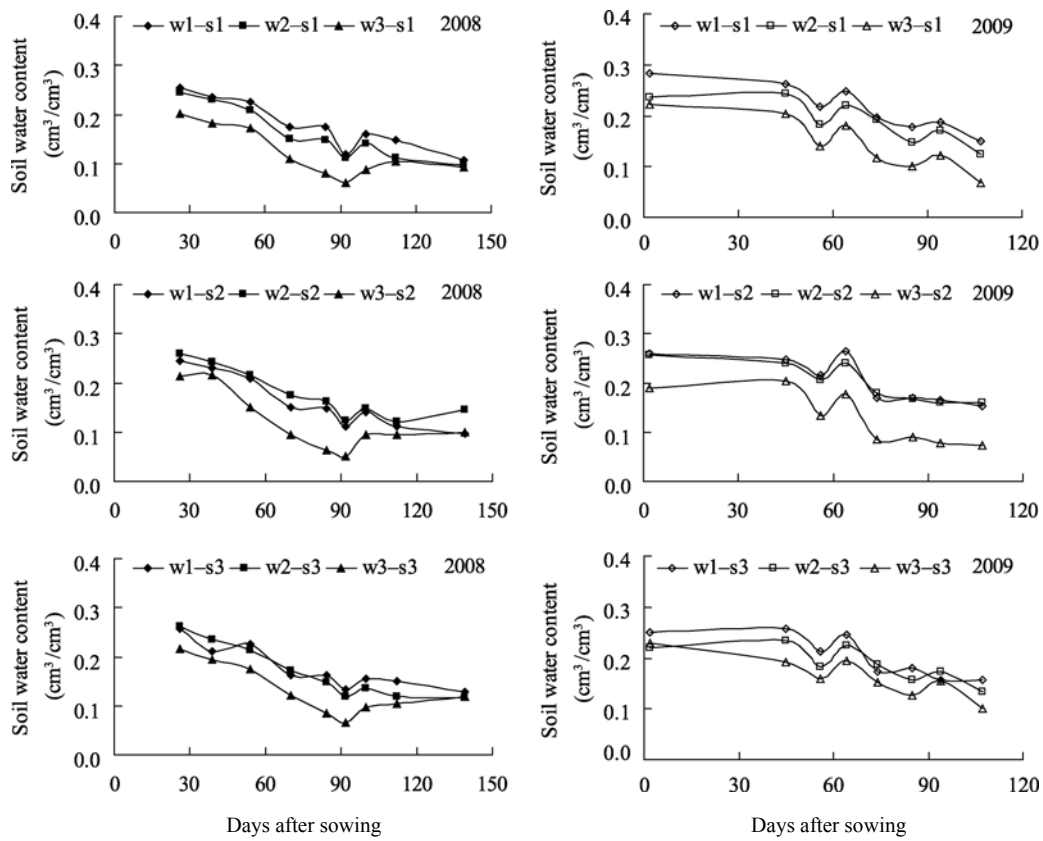 w1–s1 w2–s1 w3–s1 2008
Soil water content
(cm³/cm³)
0.4
0.3
0.2
0.1
0.0
0 30 60 90 120 150
w1–s1 w2–s1 w3–s1 2009
Soil water content
(cm³/cm³)
0.4
0.3
0.2
0.1
0.0
0 30 60 90 120
w1–s2 w2–s2 w3–s2 2008
Soil water content
(cm³/cm³)
0.4
0.3
0.2
0.1
0.0
0 30 60 90 120 150
w1–s2 w2–s2 w3–s2 2009
Soil water content
(cm³/cm³)
0.4
0.3
0.2
0.1
0.0
0 30 60 90 120
w1–s3 w2–s3 w3–s3 2008
Soil water content
(cm³/cm³)
0.4
0.3
0.2
0.1
0.0
0 30 60 90 120 150
Days after sowing
w1–s3 w2–s3 w3–s3 2009
Soil water content
(cm³/cm³)
0.4
0.3
0.2
0.1
0.0
0 30 60 90 120
Days after sowing